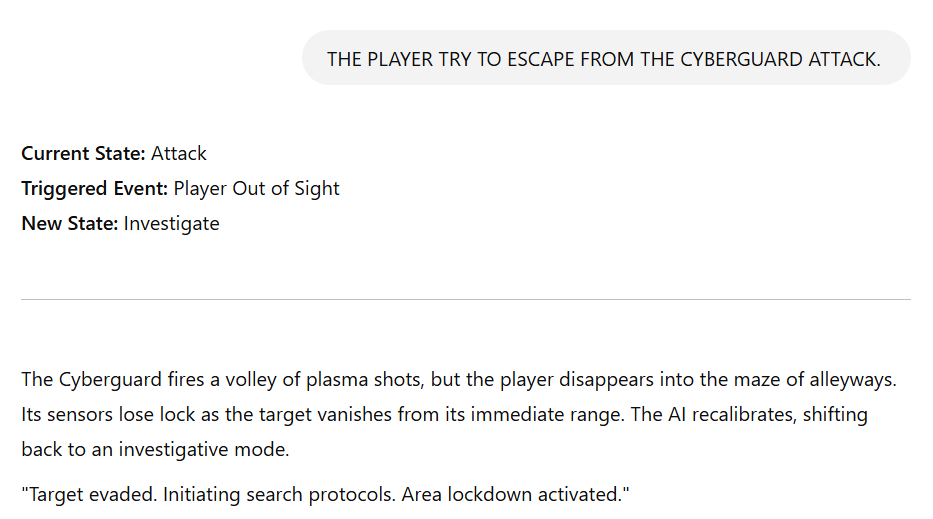 THE PLAYER TRY TO ESCAPE FROM THE CYBERGUARD ATTACK.
Current State: Attack
Triggered Event: Player Out of Sight
New State: Investigate
The Cyberguard fires a volley of plasma shots, but the player disappears into the maze of alleyways.
Its sensors lose lock as the target vanishes from its immediate range. The AI recalibrates, shifting
back to an investigative mode.
"Target evaded. Initiating search protocols. Area lockdown activated."